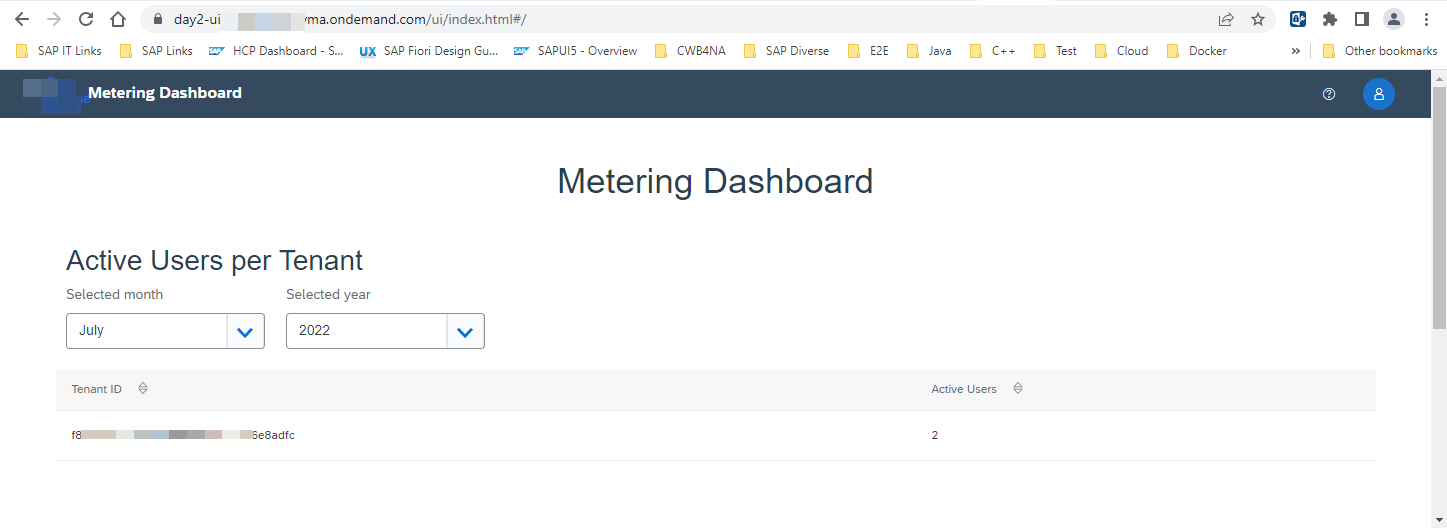 day2-ui yma.ondemand.com/ui/index.html#/
SAP IT Links SAP Links SAP HCP Dashboard - S... UX SAP Fiori Design Gu... SAP SAPUI5 - Overview CWB4NA SAP Diverse E2E Java C++ Test Cloud Docker » Other bookmarks
Metering Dashboard
Metering Dashboard
Active Users per Tenant
Selected month Selected year
July 2022
Tenant ID Active Users
f8 6e8adfc 2